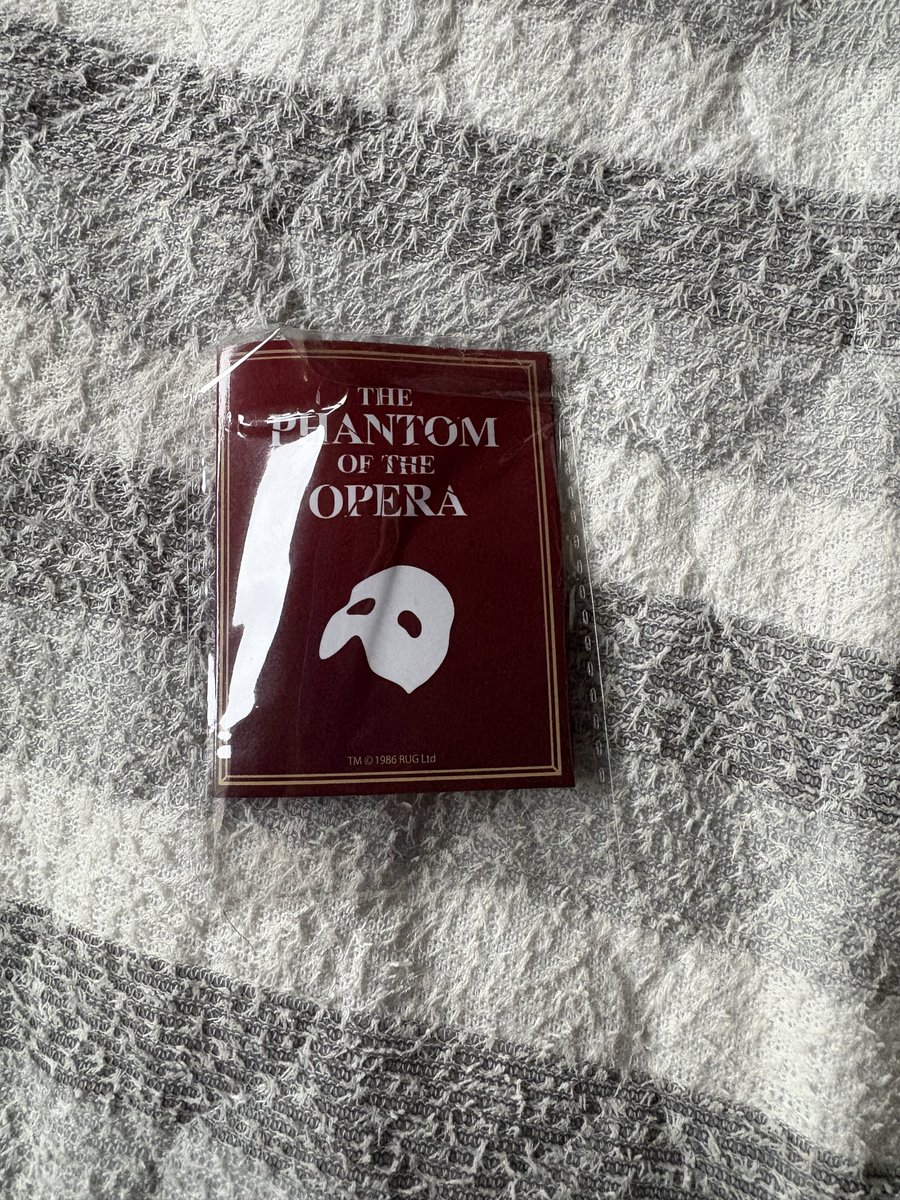 THE
PHANTOM
OF THE
OPERA
TM © 1986 RUG Ltd